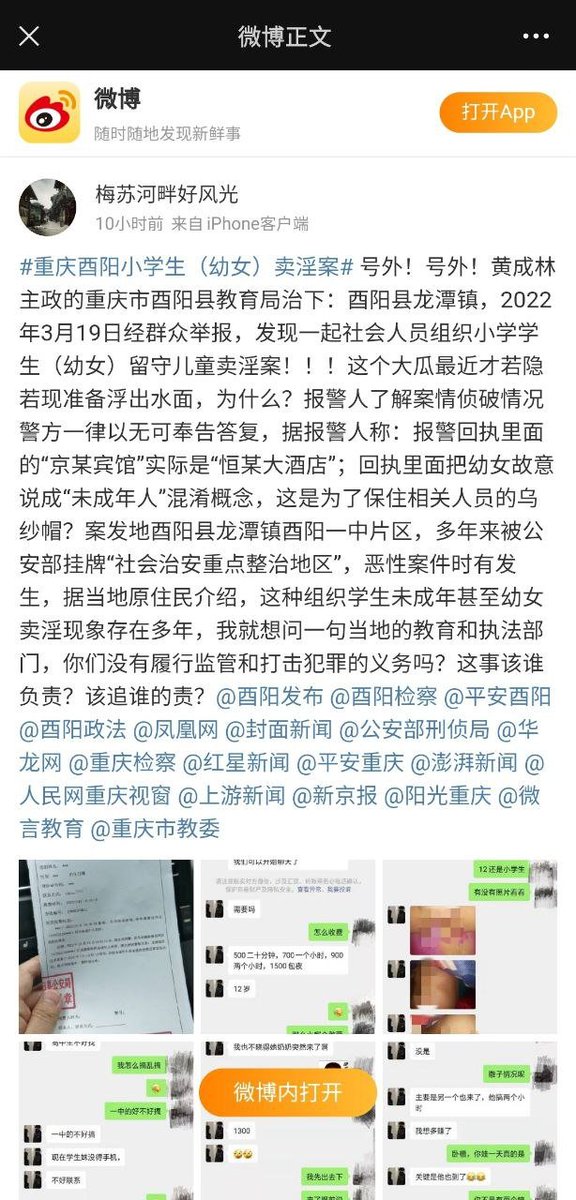 微博正文
微博
随时随地发现新鲜事
打开App
梅苏河畔好风光
10小时前 来自 iPhone客户端
#重庆酉阳小学生（幼女）卖淫案# 号外！号外！黄成林
主政的重庆市酉阳县教育局治下：酉阳县龙潭镇，2022
年3月19日经群众举报，发现一起社会人员组织小学学
生（幼女）留守儿童卖淫案！！！这个大瓜最近才若隐
若现准备浮出水面，为什么？报警人了解案情侦破情况
警方一律以无可奉告答复，据报警人称：报警回执里面
的“京某宾馆”实际是“恒某大酒店”；回执里面把幼女故意
说成“未成年人”混淆概念，这是为了保住相关人员的乌
纱帽？案发地酉阳县龙潭镇酉阳一中片区，多年来被公
安部挂牌“社会治安重点整治地区”，恶性案件时有发
生，据当地原住民介绍，这种组织学生未成年甚至幼女
卖淫现象存在多年，我就想问一句当地的教育和执法部
门，你们没有履行监管和打击犯罪的义务吗？这事该谁
负责？该追谁的责？@酉阳发布 @酉阳检察 @平安酉阳
@酉阳政法 @凤凰网 @封面新闻 @公安部刑侦局 @华
龙网 @重庆检察 @红星新闻 @平安重庆 @澎湃新闻 @
人民网重庆视窗 @上游新闻 @新京报 @阳光重庆 @微
言教育 @重庆市教委
我们可以开始聊天了
需要吗
怎么收费
500二十分钟，700一个小时，900
两个小时，1500包夜
12 岁
12还是小学生
有没有照片看看
高中生不好找
我怎么搞乱搞
一中的好不好搞
一中的不好搞
现在学生妹没得手机，
不好联系
我也不晓得她奶奶突然来了啊
微博内打开
1300
我先出去下
没是
主要是另一个也来了，他搞两个小
时
我想多赚了
卧槽，你娃一天真的是
关键是他也到了